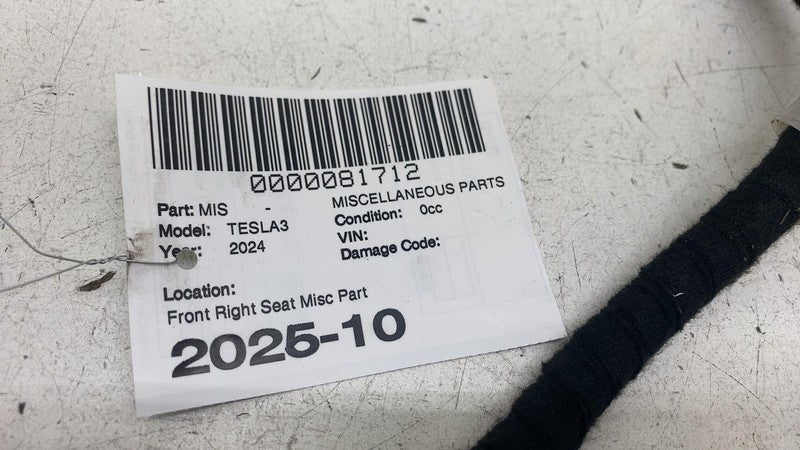 0000081712
Part: MIS - MISCELLANEOUS PARTS
Model: TESLA3 Condition: 0cc
Year: 2024 VIN:
Damage Code:
Location:
Front Right Seat Misc Part
2025-10